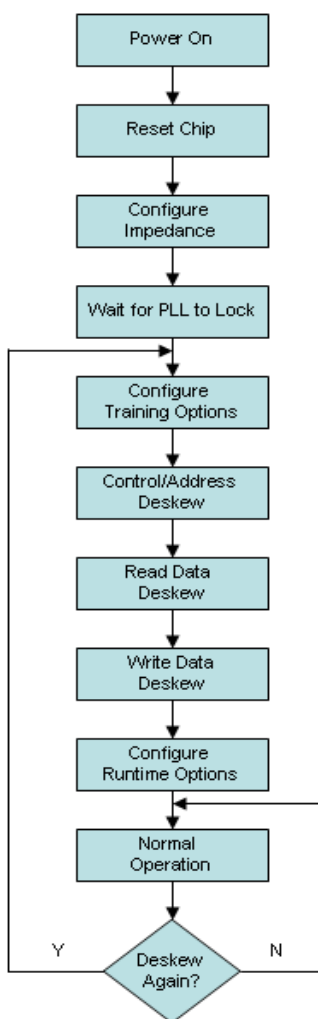 Power On
Reset Chip
Configure
Impedance
Wait for PLL to Lock
Configure
Training Options
Control/Address
Deskew
Read Data
Deskew
Write Data
Deskew
Configure
Runtime Options
Normal
Operation
Y
Deskew
Again?
N